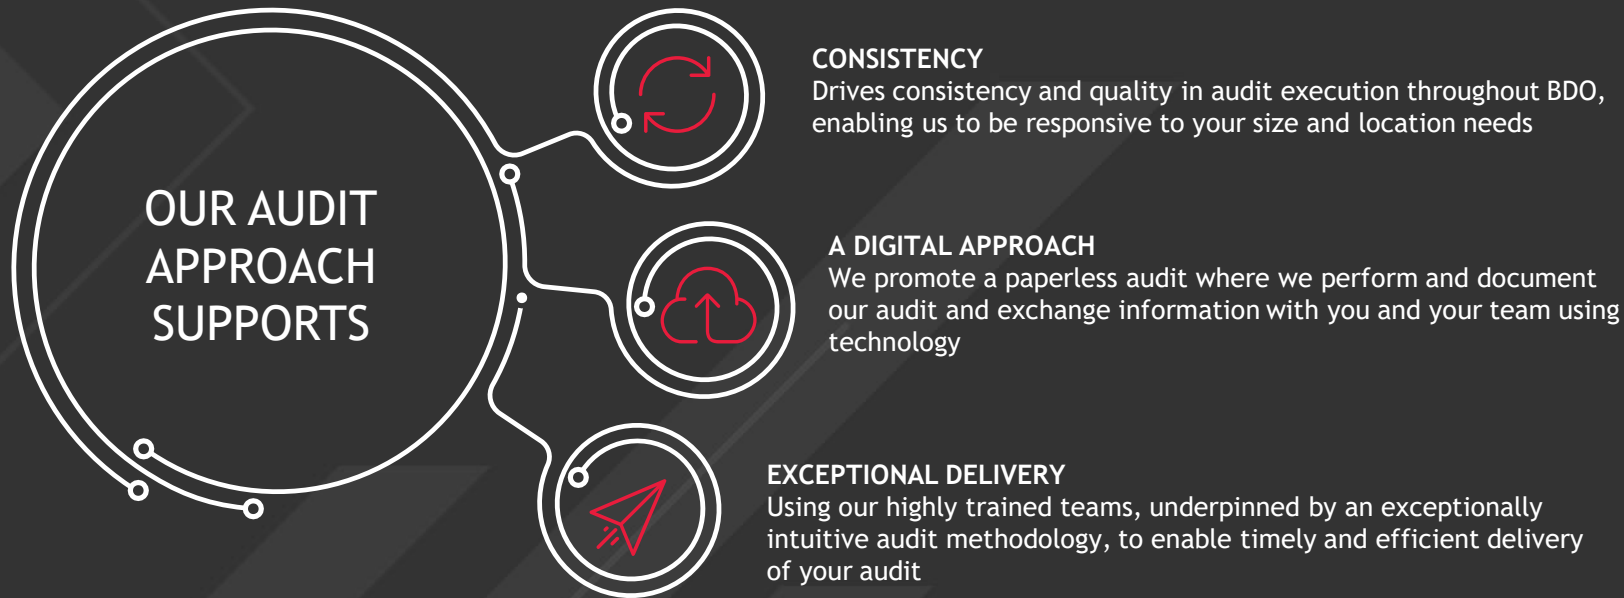 OUR AUDIT
APPROACH
SUPPORTS
CONSISTENCY
Drives consistency and quality in audit execution throughout BDO,
enabling us to be responsive to your size and location needs
A DIGITAL APPROACH
We promote a paperless audit where we perform and document
our audit and exchange information with you and your team using
technology
EXCEPTIONAL DELIVERY
Using our highly trained teams, underpinned by an exceptionally
intuitive audit methodology, to enable timely and efficient delivery
of your audit